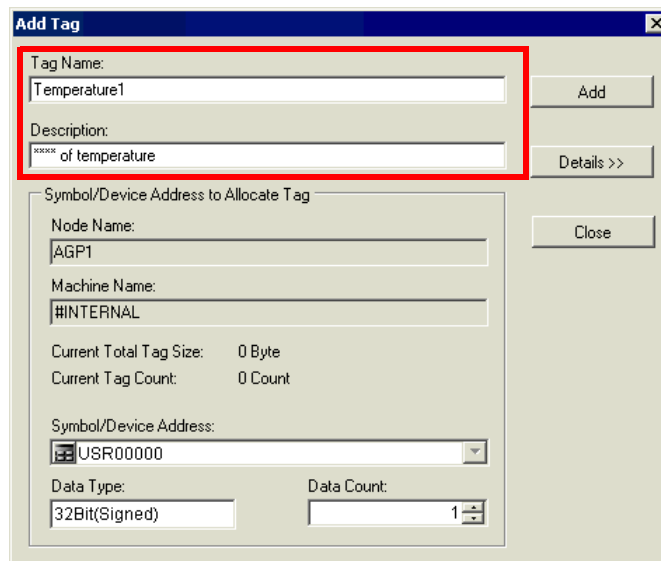 Add Tag
Tag Name:
Temperature1
Add
Description:
**** of temperature
Details >>
Symbol/Device Address to Allocate Tag
Node Name:
AGP1
Close
Machine Name:
#INTERNAL
Current Total Tag Size: 0 Byte
Current Tag Count: 0 Count
Symbol/Device Address:
USR00000
Data Type: Data Count:
32Bit(Signed) 1